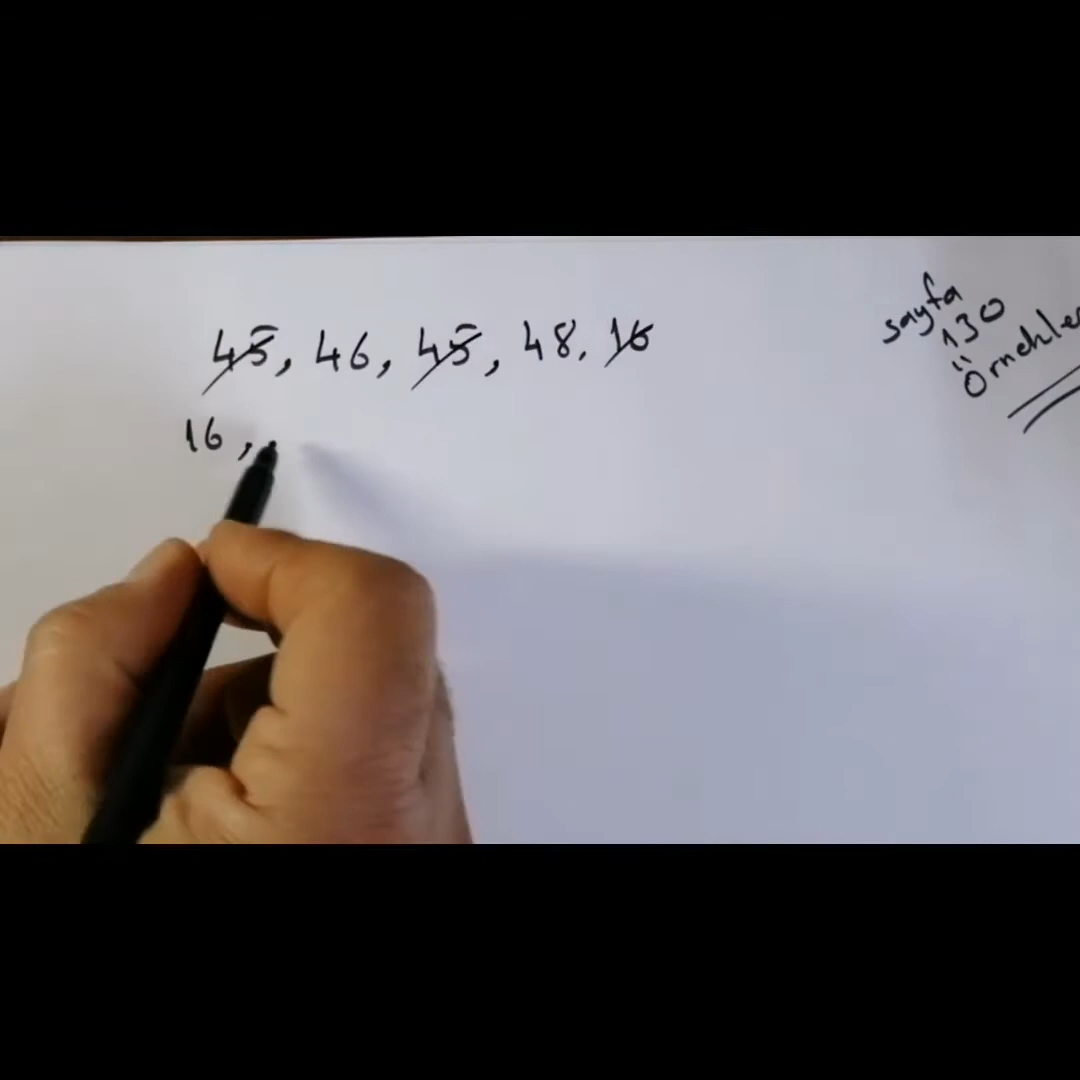 45, 46, 45, 48, 16
16,
sayfa
130
Örnekler